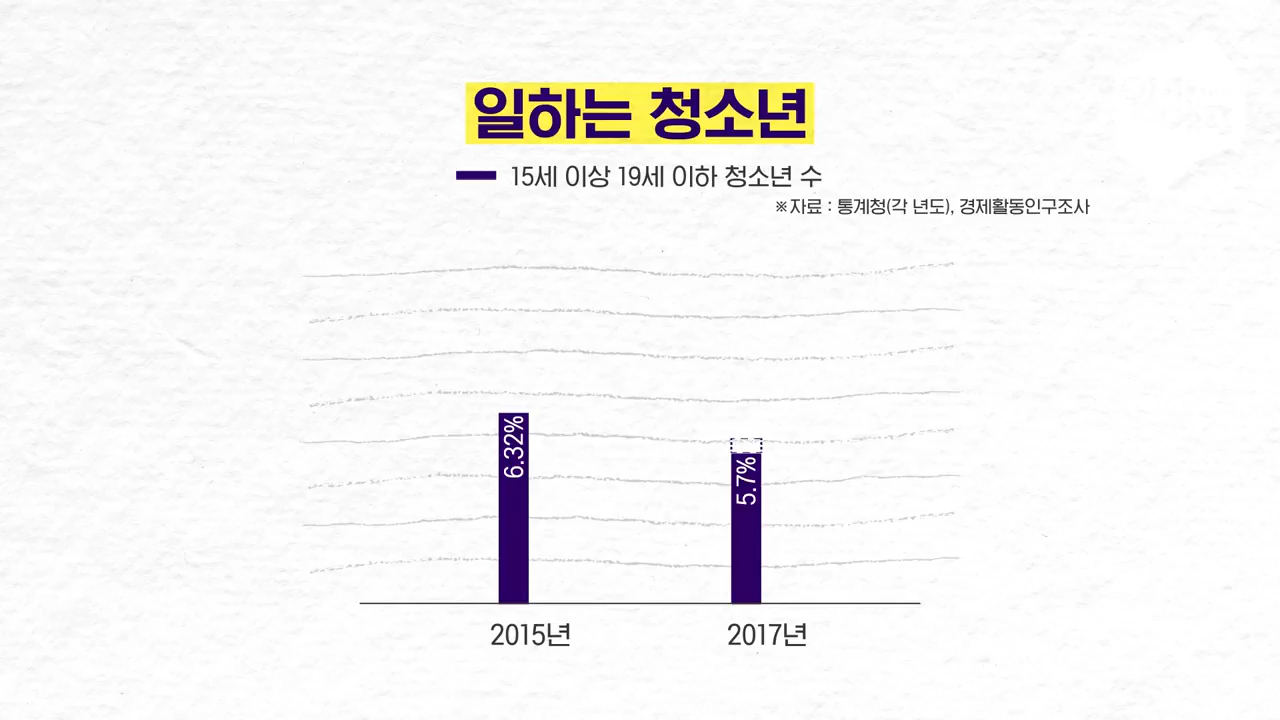 일하는 청소년
15세 이상 19세 이하 청소년 수
※자료 : 통계청(각 년도), 경제활동인구조사
6.32%
5.7%
2015년
2017년